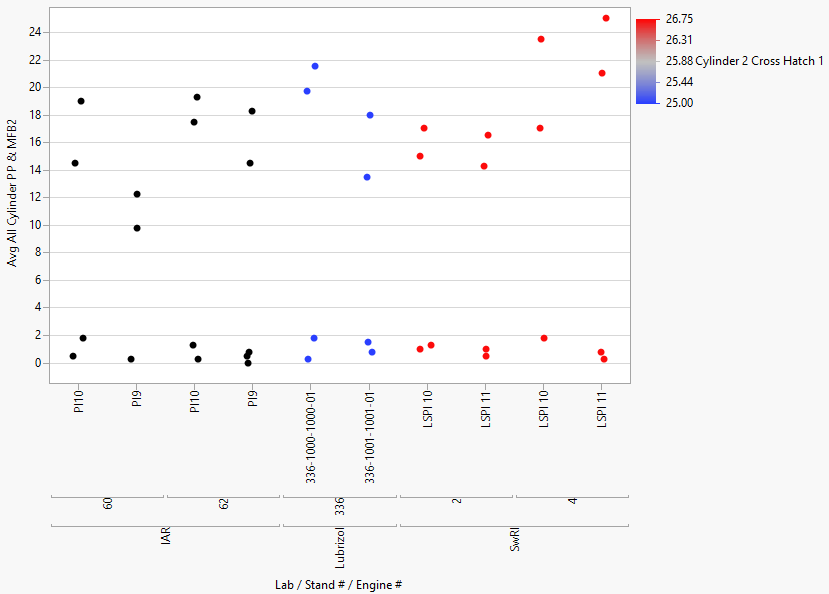 26.75
26.31
25.88 Cylinder 2 Cross Hatch 1
25.44
25.00
Avg All Cylinder PP & MFB2
24
22
20
18
16
14
12
10
8
6
4
2
0
PI10
PI9
PI10
PI9
336-1000-1000-01
336-1001-1001-01
LSPI 10
LSPI 11
LSPI 10
LSPI 11
60
62
336
2
4
IAR
Lubrizol
SwRI
Lab / Stand # / Engine #